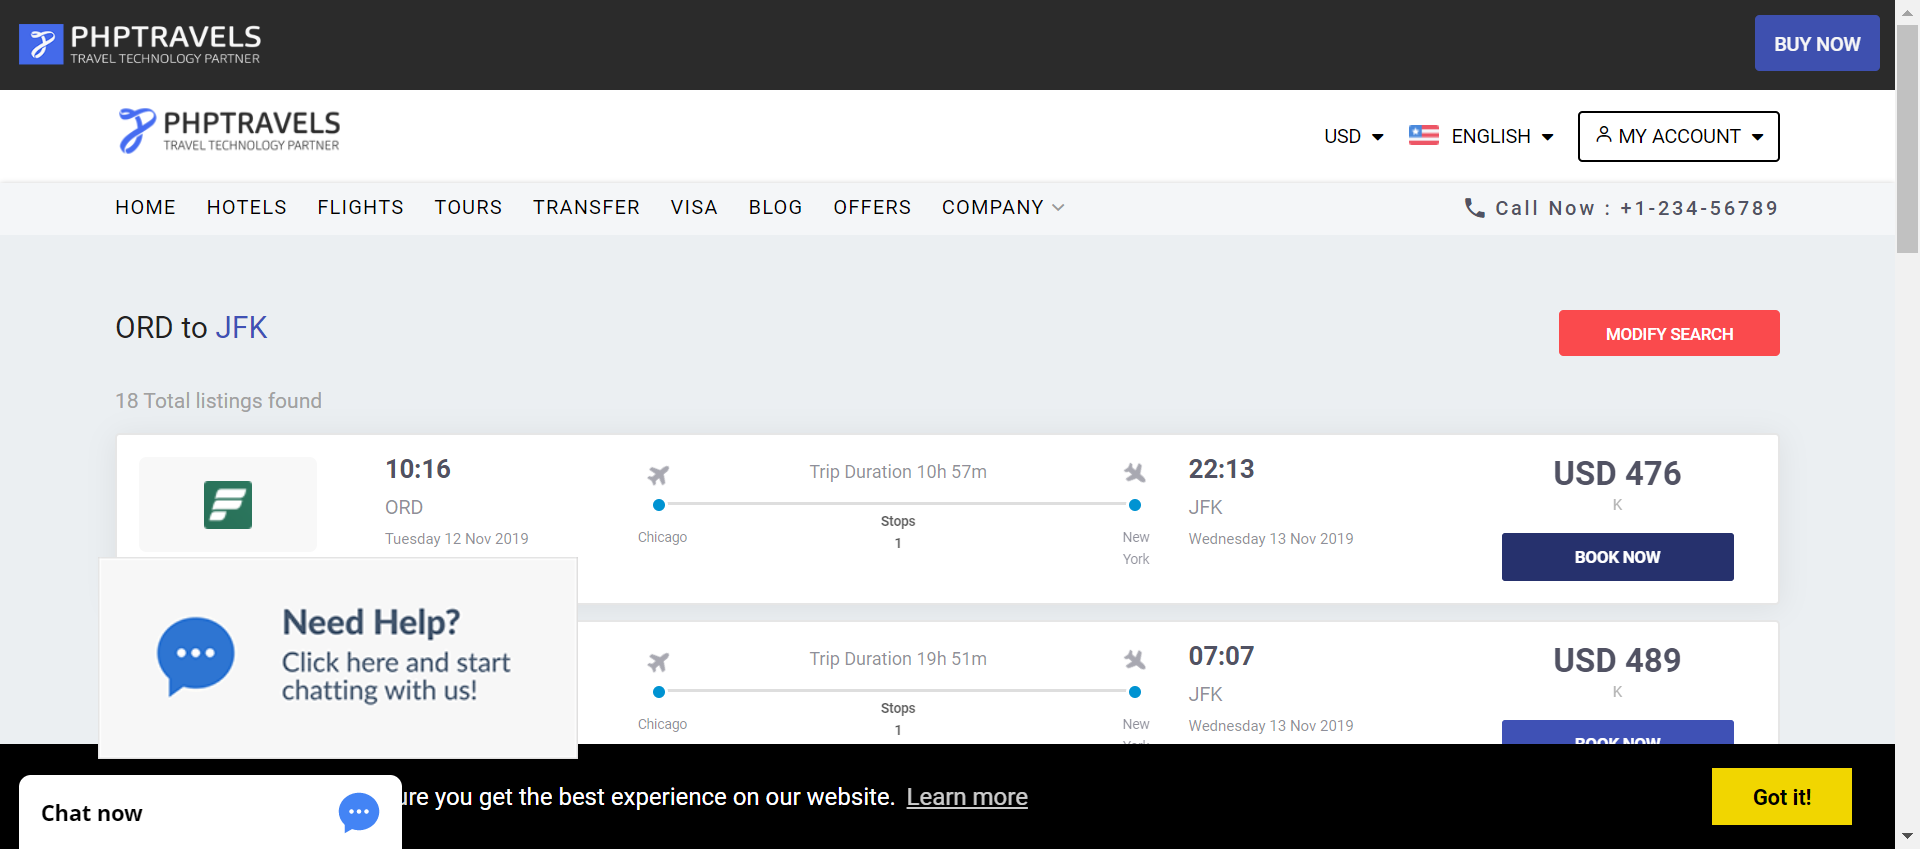 PHPTRAVELS
TRAVEL TECHNOLOGY PARTNER
BUY NOW
PHPTRAVELS
TRAVEL TECHNOLOGY PARTNER
USD
ENGLISH
MY ACCOUNT
HOME HOTELS FLIGHTS TOURS TRANSFER VISA BLOG OFFERS COMPANY
Call Now : +1-234-56789
ORD to JFK
MODIFY SEARCH
18 Total listings found
10:16
ORD
Tuesday 12 Nov 2019
Trip Duration 10h 57m
Chicago
Stops
1
New
York
22:13
JFK
Wednesday 13 Nov 2019
USD 476
K
BOOK NOW
Trip Duration 19h 51m
Chicago
Stops
1
New
York
07:07
JFK
Wednesday 13 Nov 2019
USD 489
K
BOOK NOW
Need Help?
Click here and start
chatting with us!
Chat now
you get the best experience on our website. Learn more
Got it!